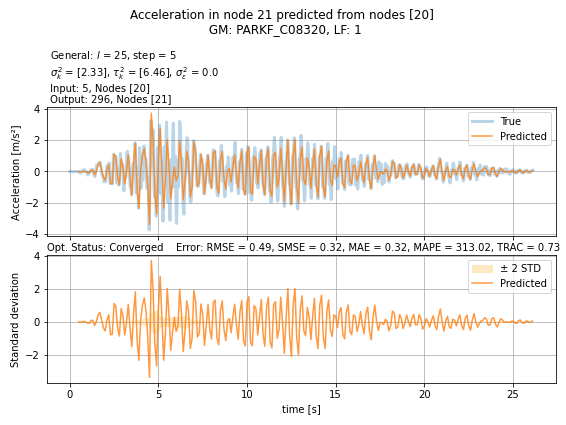 Acceleration in node 21 predicted from nodes [20]
GM: PARKF_C08320, LF: 1
General: l = 25, step = 5
σ²ₖ = [2.33], τ²ₖ = [6.46], σ²ε = 0.0
Input: 5, Nodes [20]
Output: 296, Nodes [21]
Acceleration [m/s²]
4
2
0
−2
−4
True
Predicted
Opt. Status: Converged Error: RMSE = 0.49, SMSE = 0.32, MAE = 0.32, MAPE = 313.02, TRAC = 0.73
Standard deviation
4
2
0
−2
± 2 STD
Predicted
0 5 10 15 20 25
time [s]